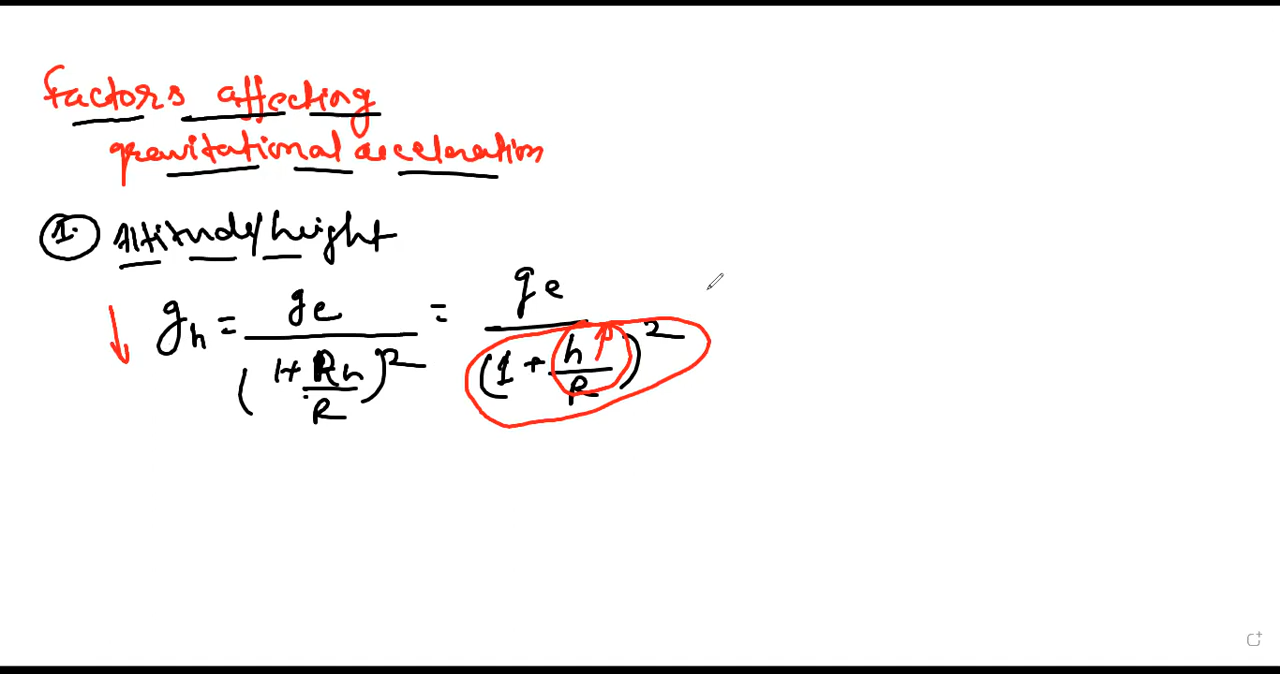 factors affecting
gravitational acceleration
1. Altitude/height
gh = ge / (1 + Rh/R)^2 = ge / (1 + h/R)^2